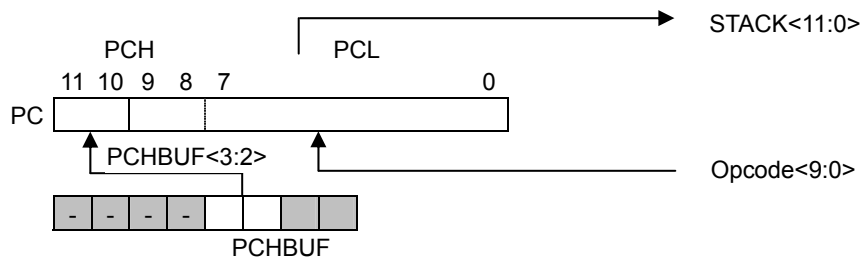 STACK<11:0>
PCH PCL
11 10 9 8 7 0
PC
PCHBUF<3:2>
Opcode<9:0>
- - - -
PCHBUF